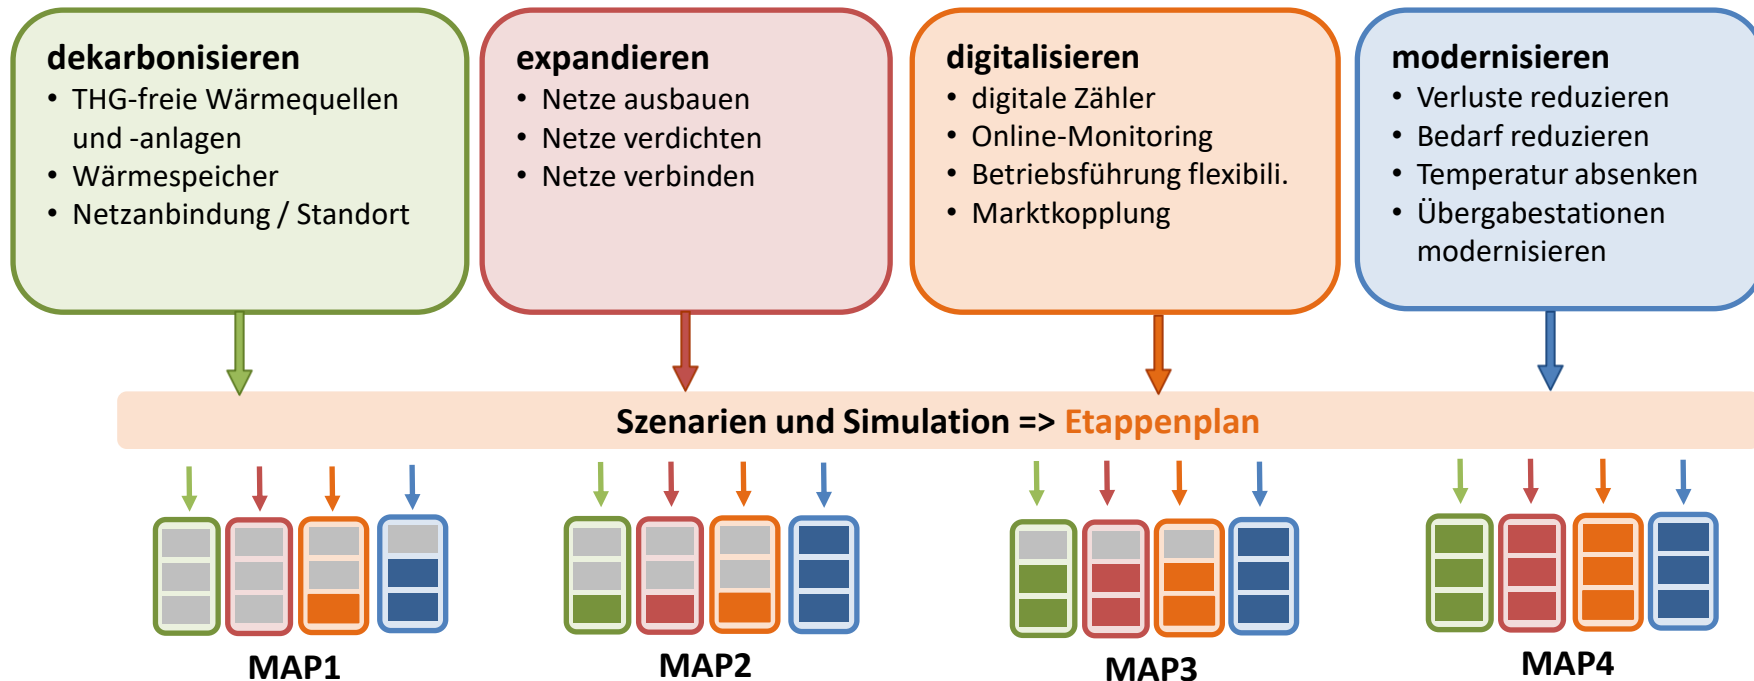 dekarbonisieren
• THG-freie Wärmequellen
und -anlagen
• Wärmespeicher
• Netzanbindung / Standort
expandieren
• Netze ausbauen
• Netze verdichten
• Netze verbinden
digitalisieren
• digitale Zähler
• Online-Monitoring
• Betriebsführung flexibili.
• Marktkopplung
modernisieren
• Verluste reduzieren
• Bedarf reduzieren
• Temperatur absenken
• Übergabestationen
modernisieren
Szenarien und Simulation => Etappenplan
MAP1
MAP2
MAP3
MAP4